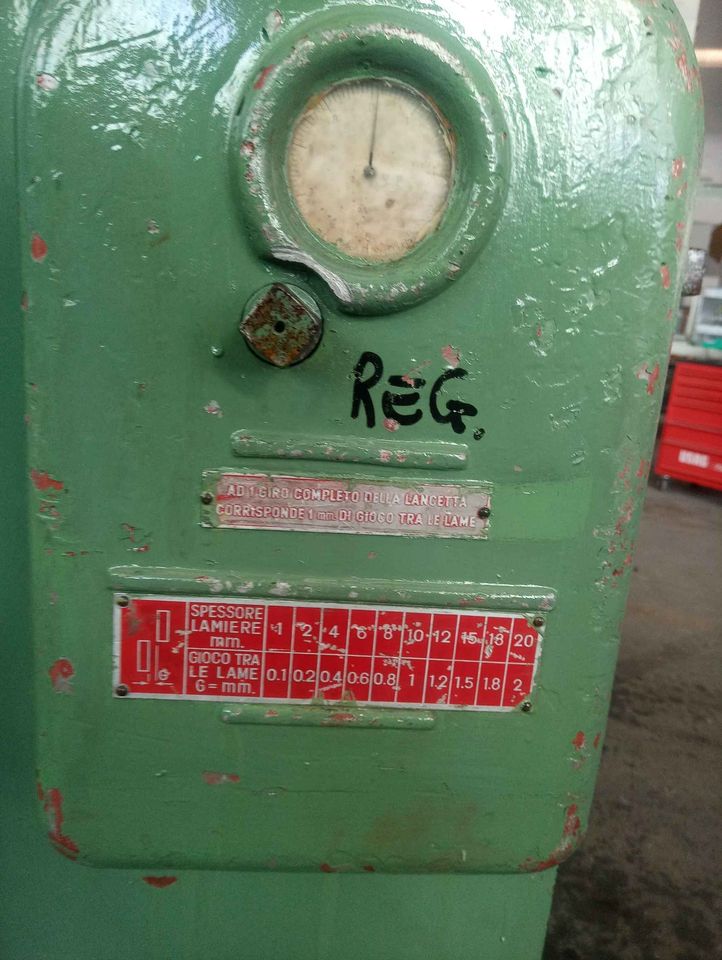 REG.
AD 1 GIRO COMPLETO DELLA LANCETTA
CORRISPONDE 1 mm. DI GIOCO TRA LE LAME
SPESSORE LAMIERE mm. 1 2 4 6 8 10 12 15 18 20
G
GIOCO TRA LE LAME G = mm. 0.1 0.2 0.4 0.6 0.8 1 1.2 1.5 1.8 2